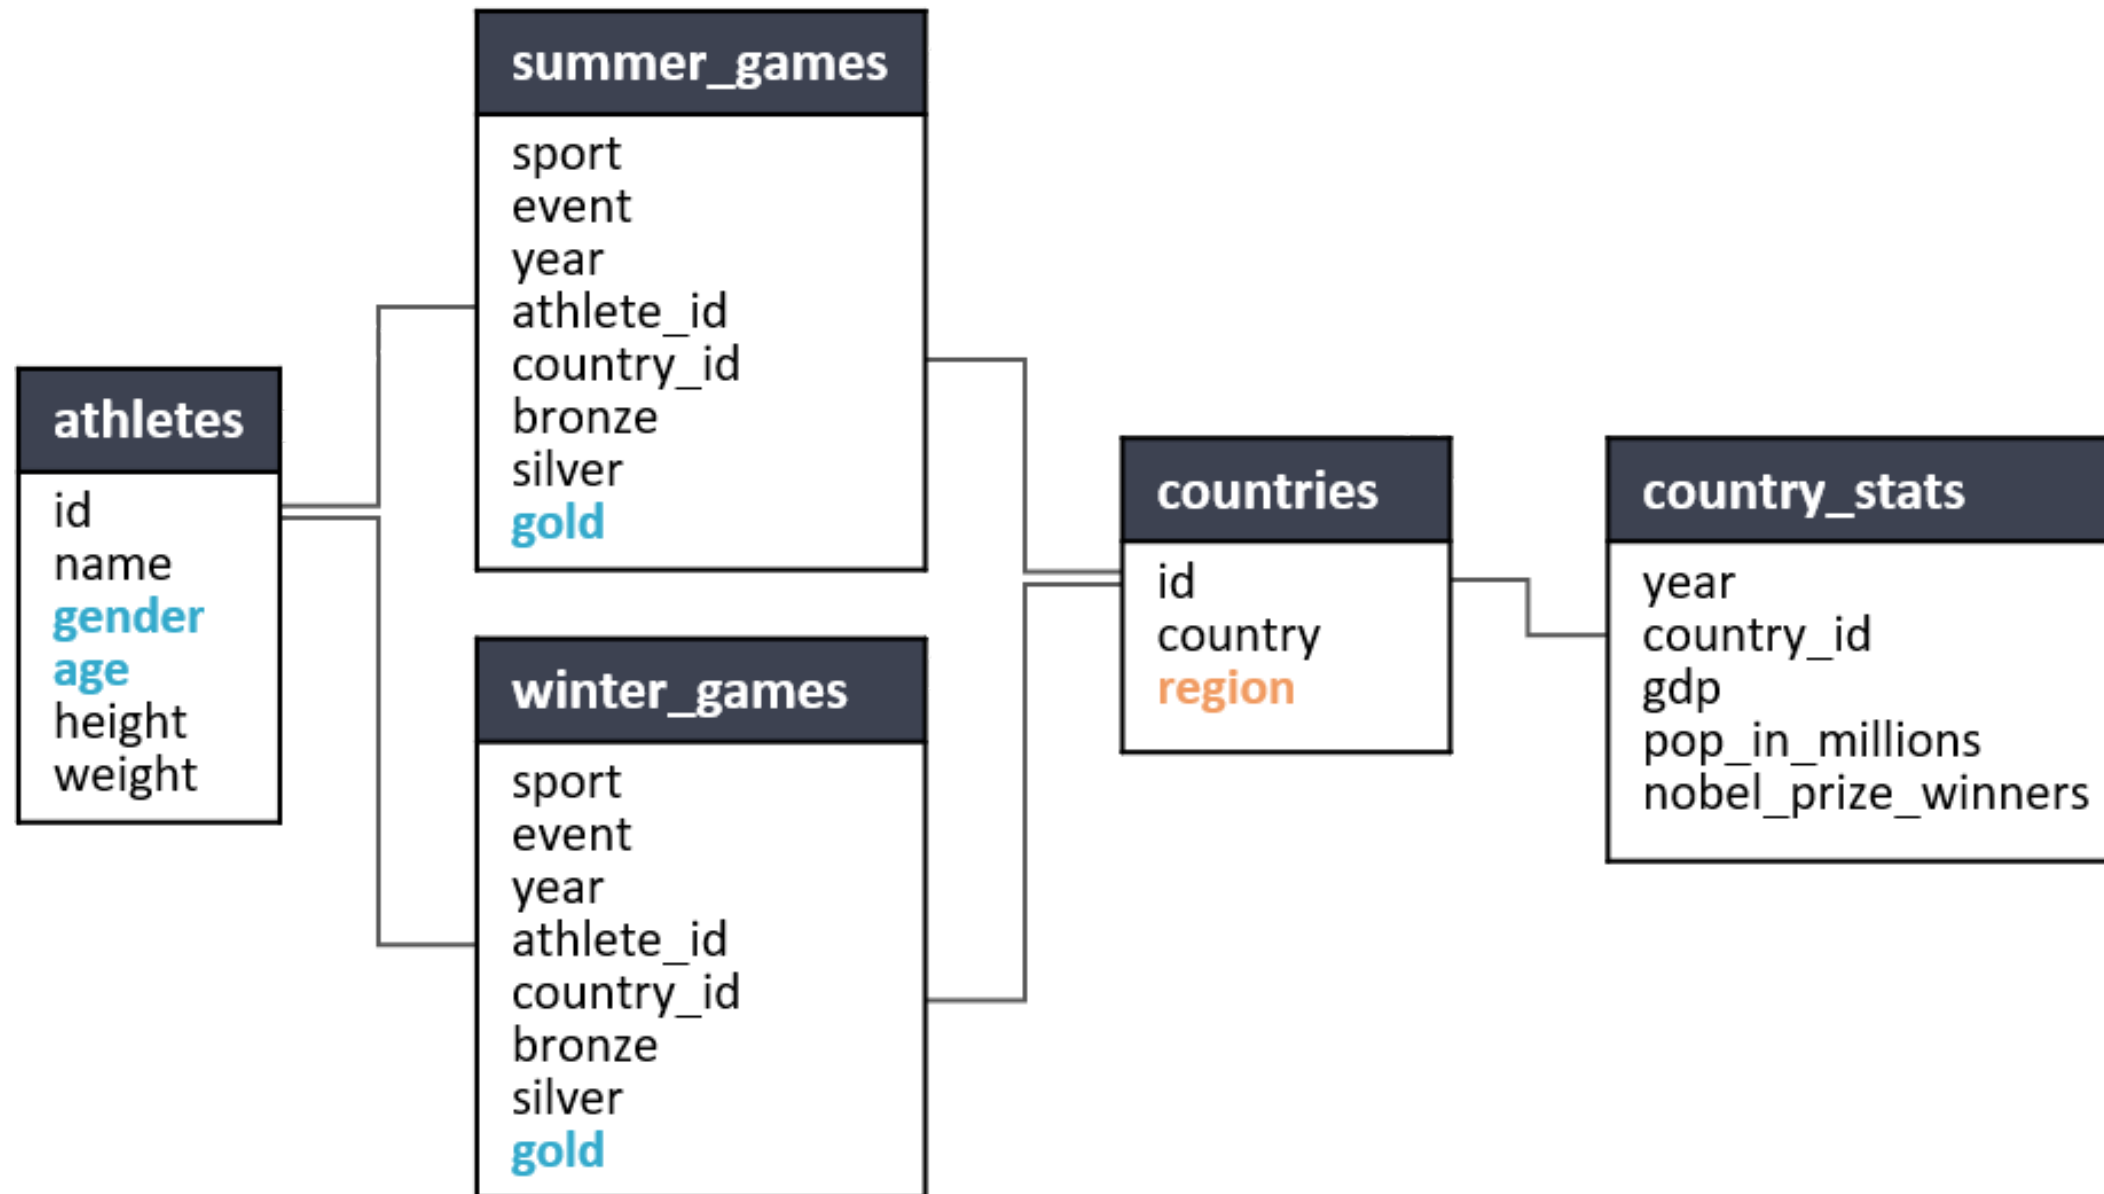 athletes
id
name
gender
age
height
weight
summer_games
sport
event
year
athlete_id
country_id
bronze
silver
gold
winter_games
sport
event
year
athlete_id
country_id
bronze
silver
gold
countries
id
country
region
country_stats
year
country_id
gdp
pop_in_millions
nobel_prize_winners